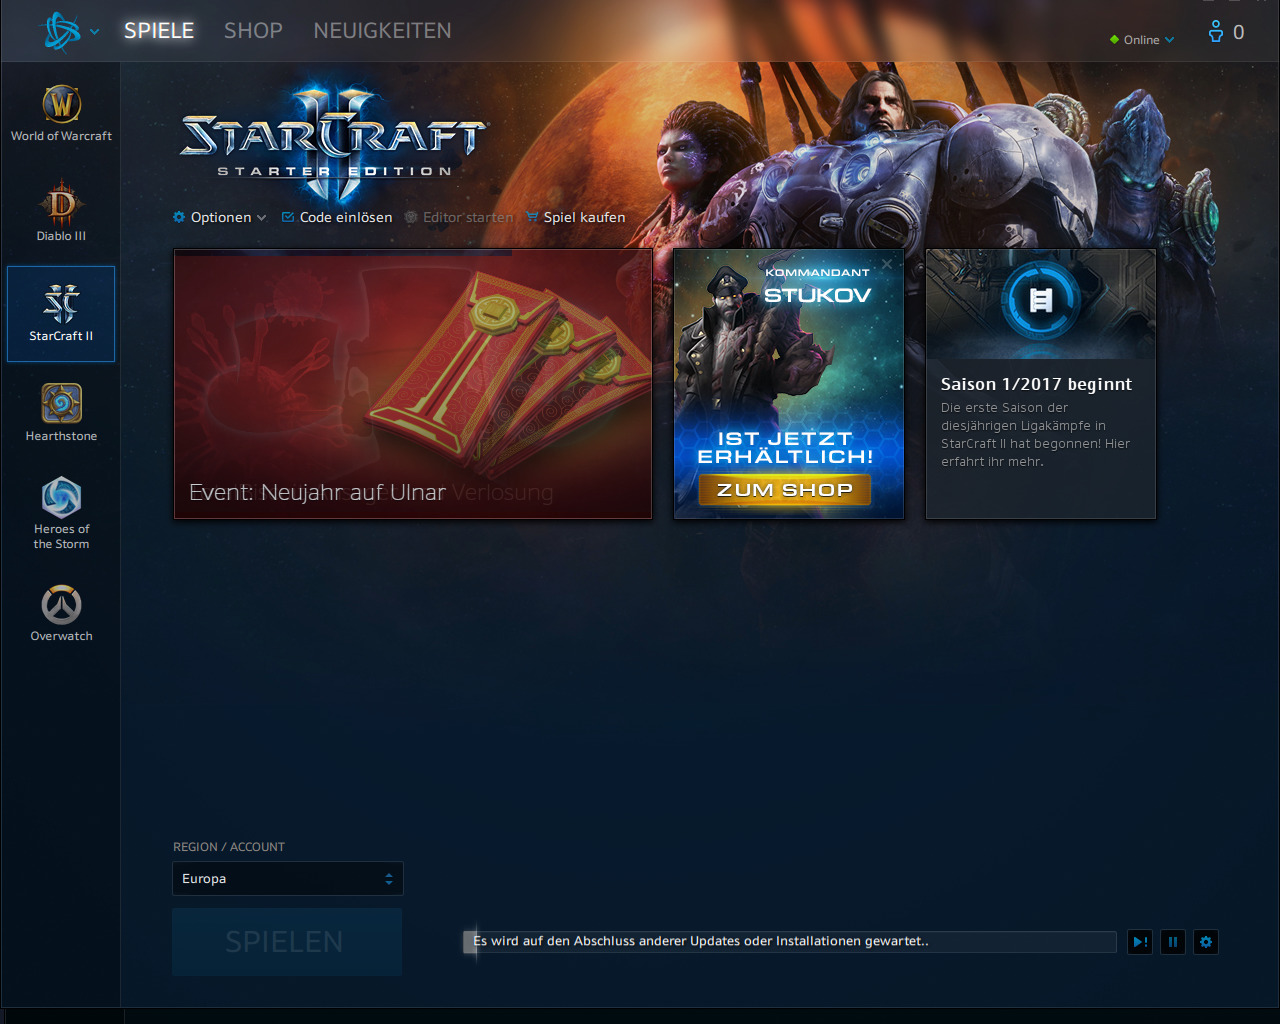 SPIELE SHOP NEUIGKEITEN
Online
0
World of Warcraft
Diablo III
StarCraft II
Hearthstone
Heroes of
the Storm
Overwatch
STARCRAFT
II
STARTER EDITION
Optionen Code einlösen Editor starten Spiel kaufen
Event: Neujahr auf Ulnar
Verlosung
KOMMANDANT
STUKOV
IST JETZT
ERHÄLTLICH!
ZUM SHOP
Saison 1/2017 beginnt
Die erste Saison der
diesjährigen Ligakämpfe in
StarCraft II hat begonnen! Hier
erfahrt ihr mehr.
REGION / ACCOUNT
Europa
SPIELEN
Es wird auf den Abschluss anderer Updates oder Installationen gewartet..